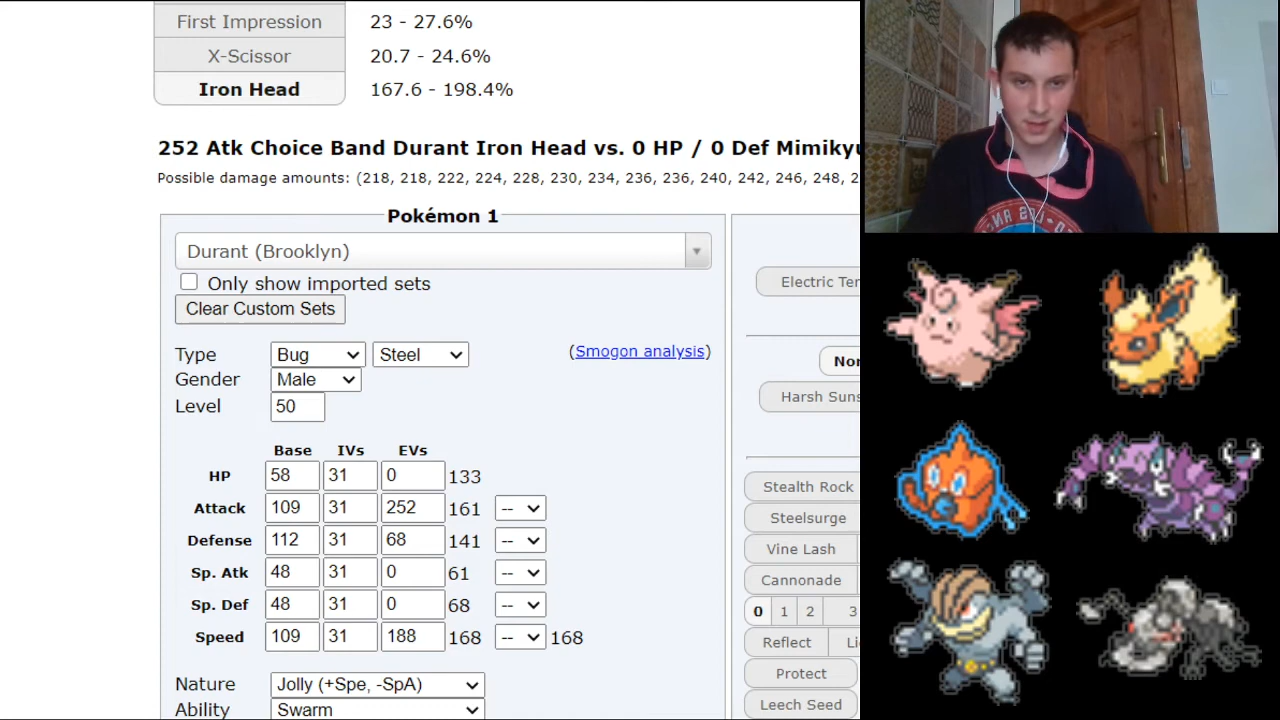 First Impression 23 - 27.6%
X-Scissor 20.7 - 24.6%
Iron Head 167.6 - 198.4%
252 Atk Choice Band Durant Iron Head vs. 0 HP / 0 Def Mimikyu
Possible damage amounts: (218, 218, 222, 224, 228, 230, 234, 236, 236, 240, 242, 246, 248, 2
Pokémon 1
Durant (Brooklyn)
Only show imported sets
Clear Custom Sets
Type Bug Steel (Smogon analysis)
Gender Male
Level 50
Base IVs EVs
HP 58 31 0 133
Attack 109 31 252 161 --
Defense 112 31 68 141 --
Sp. Atk 48 31 0 61 --
Sp. Def 48 31 0 68 --
Speed 109 31 188 168 -- 168
Nature Jolly (+Spe, -SpA)
Ability Swarm
Electric Ter
Nor
Harsh Suns
Stealth Rock
Steelsurge
Vine Lash
Cannonade
0 1 2 3
Reflect Li
Protect
Leech Seed